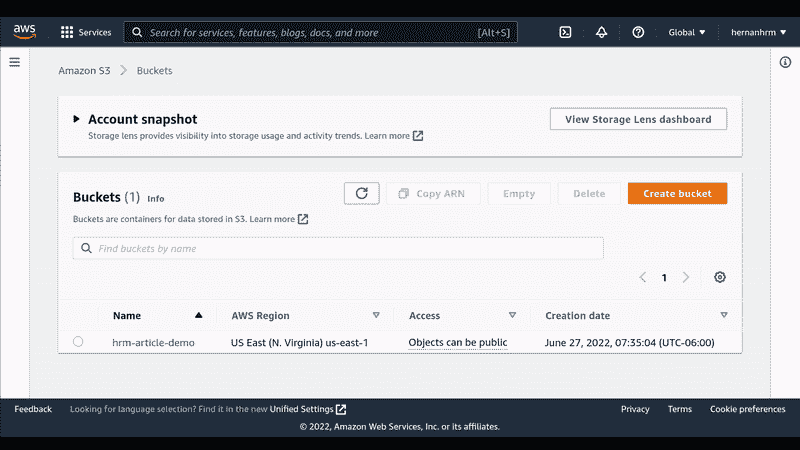 aws Services Search for services, features, blogs, docs, and more [Alt+S] Global hernanhrm
Amazon S3 Buckets
Account snapshot View Storage Lens dashboard
Storage lens provides visibility into storage usage and activity trends. Learn more
Buckets (1) Info Copy ARN Empty Delete Create bucket
Buckets are containers for data stored in S3. Learn more
Find buckets by name
1
Name AWS Region Access Creation date
hrm-article-demo US East (N. Virginia) us-east-1 Objects can be public June 27, 2022, 07:35:04 (UTC-06:00)
Feedback Looking for language selection? Find it in the new Unified Settings Privacy Terms Cookie preferences
© 2022, Amazon Web Services, Inc. or its affiliates.